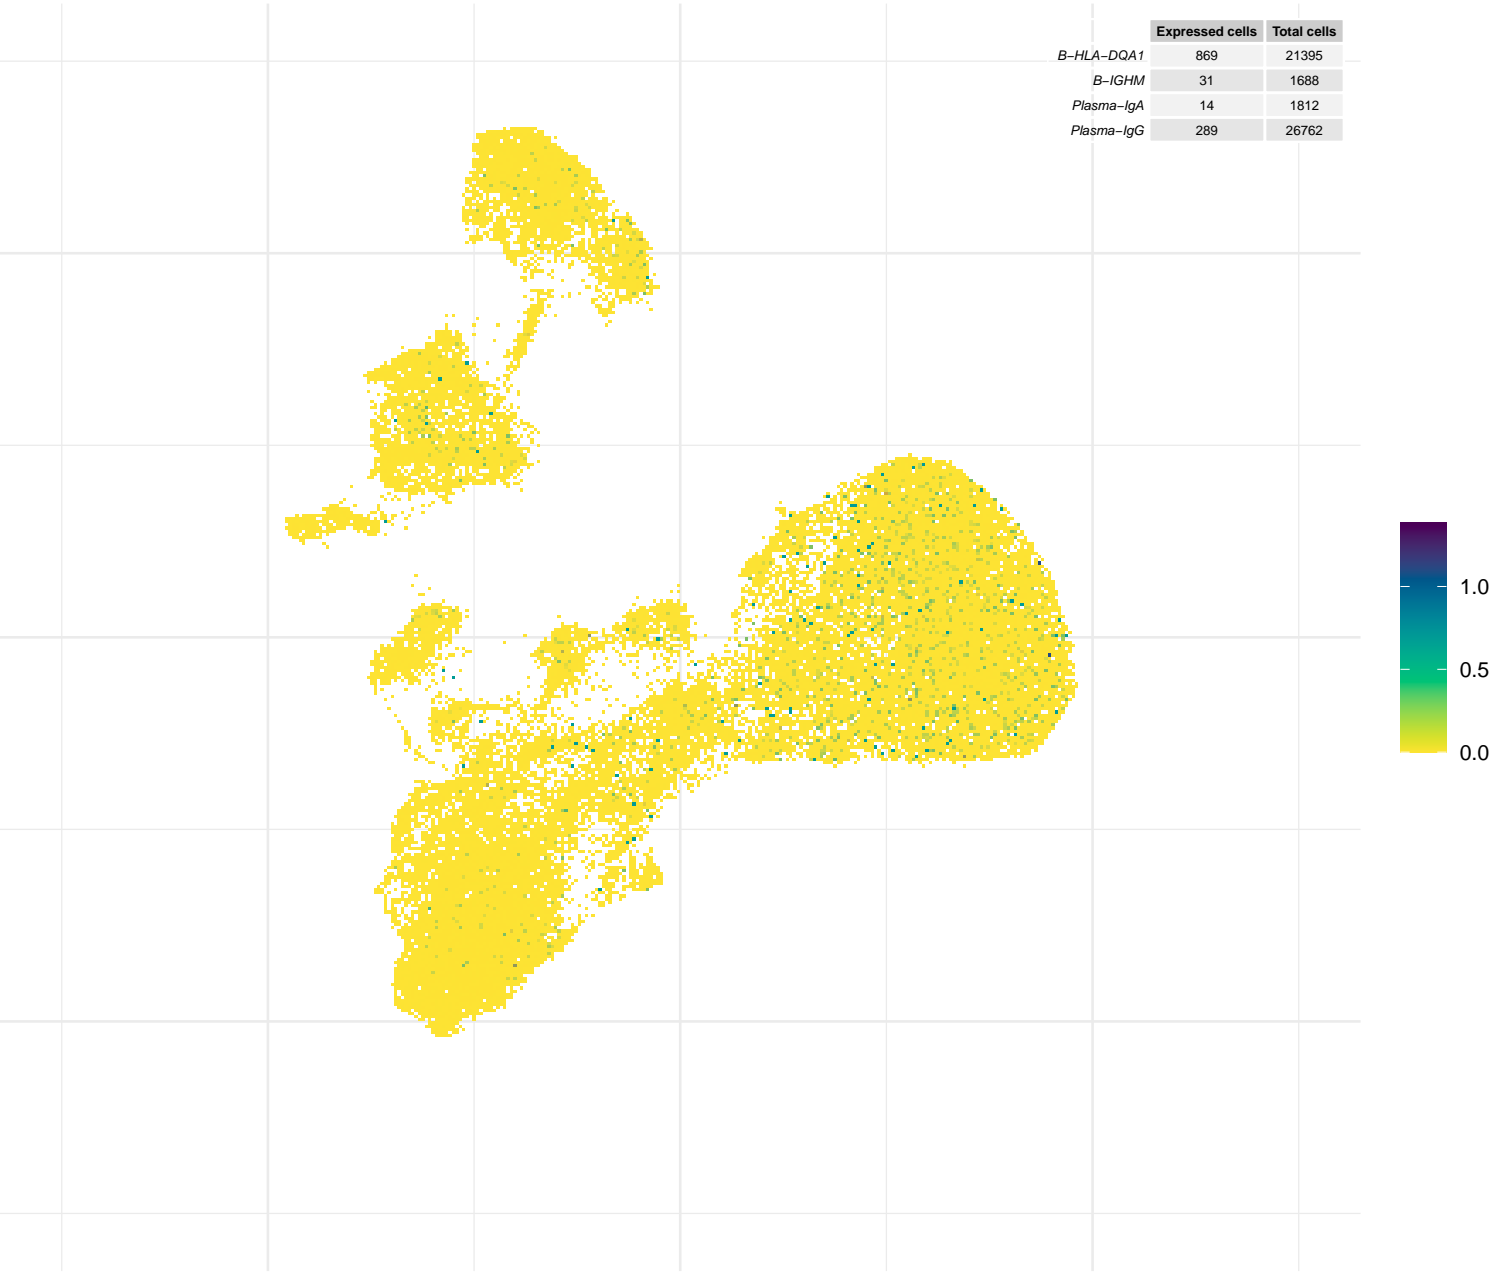 Expressed cells Total cells
B−HLA−DQA1 869 21395
B−IGHM 31 1688
Plasma−IgA 14 1812
Plasma−IgG 289 26762
1.0
0.5
0.0